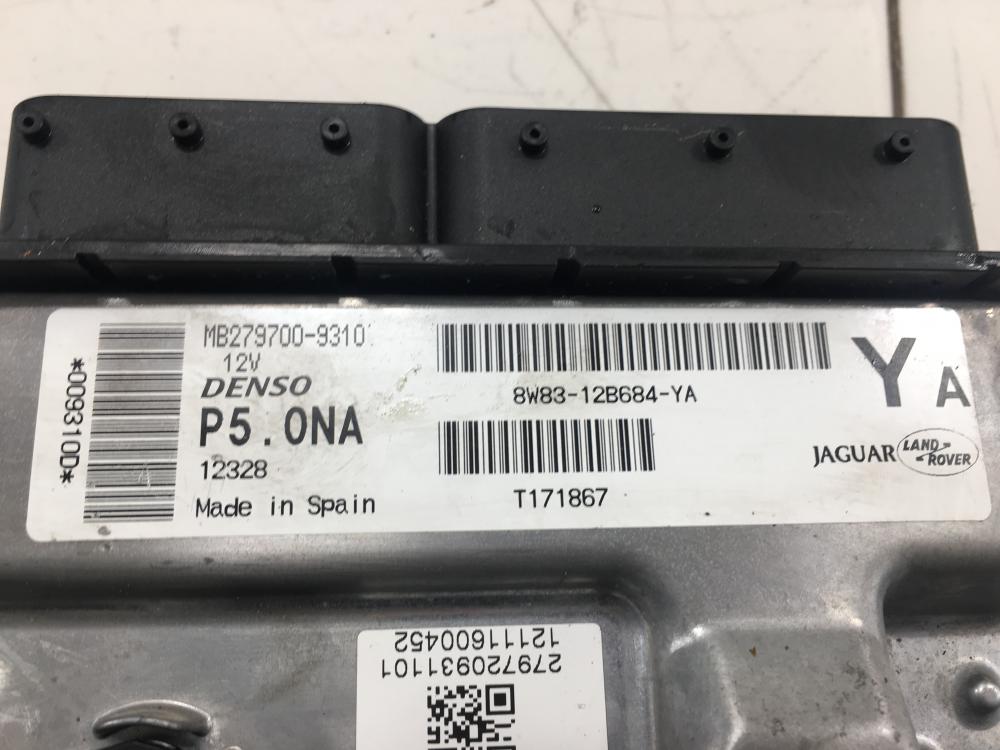 *009310D*
MB279700-9310
12V
DENSO
P5.0NA
12328
Made in Spain
8W83-12B684-YA
T171867
YA
JAGUAR LAND ROVER
279720931101
12111600452